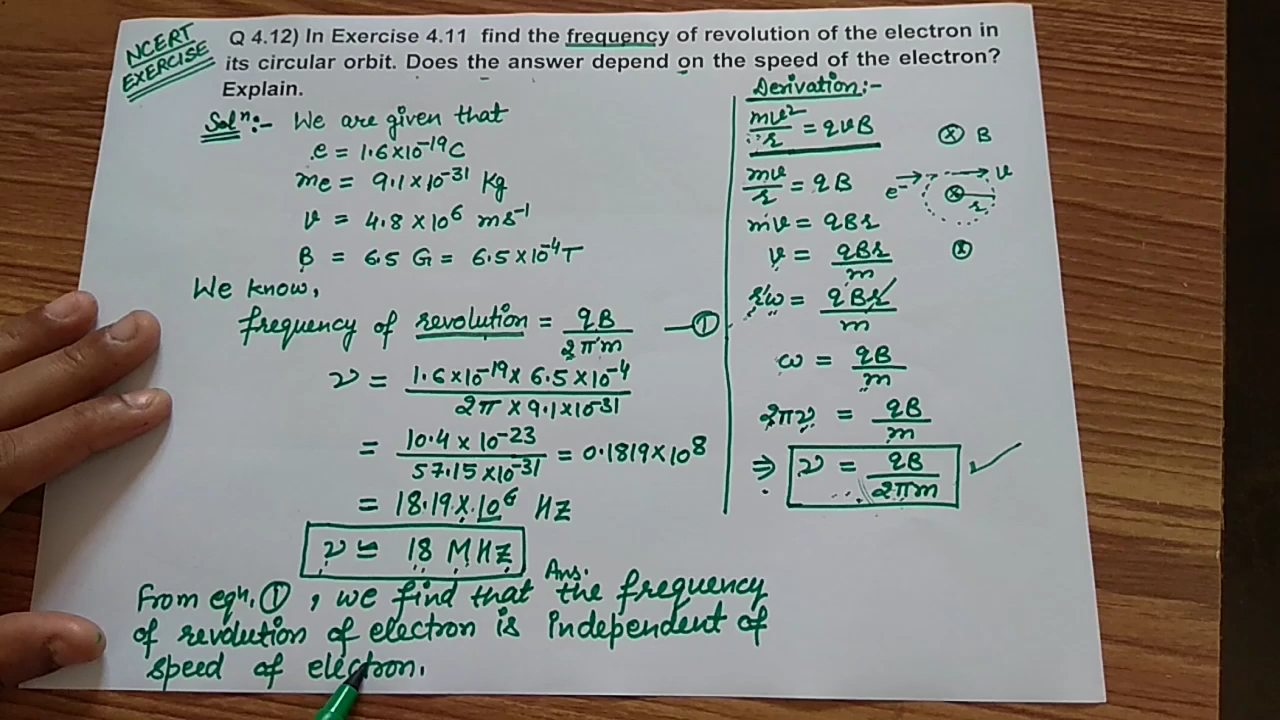 NCERT
EXERCISE
Q 4.12) In Exercise 4.11 find the frequency of revolution of the electron in
its circular orbit. Does the answer depend on the speed of the electron?
Explain.
Solⁿ:- We are given that
e = 1.6×10⁻¹⁹C
me = 9.1×10⁻³¹ Kg
v = 4.8×10⁶ ms⁻¹
B = 6.5 G = 6.5×10⁻⁴T
We know,
frequency of revolution = qB/2πm —①
ν = 1.6×10⁻¹⁹×6.5×10⁻⁴/2π×9.1×10⁻³¹
= 10.4×10⁻²³/57.15×10⁻³¹ = 0.1819×10⁸
= 18.19×10⁶ Hz
ν ≃ 18 MHz
Ans.
From eqⁿ. ①, we find that the frequency
of revolution of electron is independent of
speed of electron.
Derivation:-
mv²/r = qvB
mv/r = qB
mv = qBr
v = qBr/m
rω = qBr/m
ω = qB/m
2πν = qB/m
⇒ ν = qB/2πm
ⓧ B
e⁻ → → v
ⓧ r
ⓧ